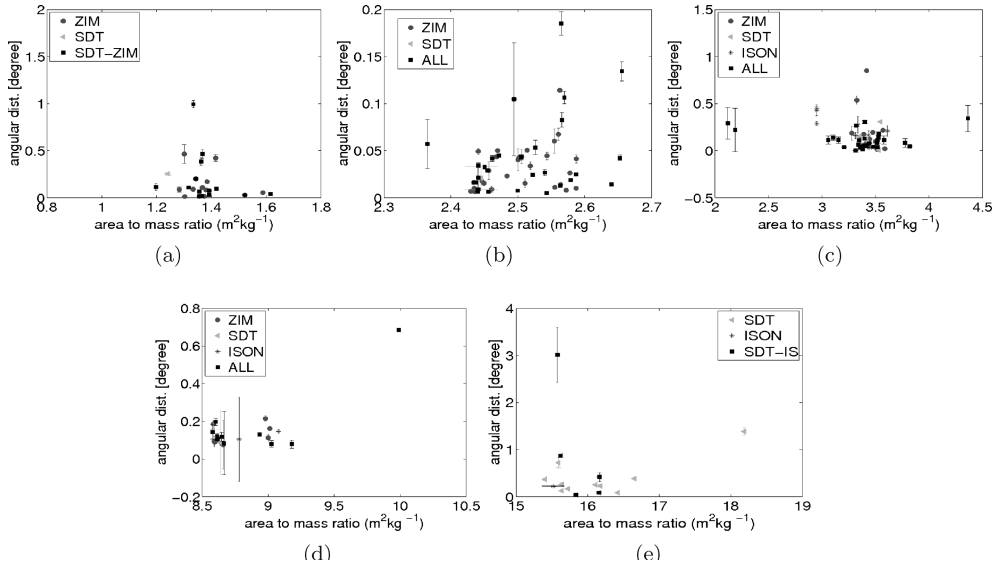 2
1.5
1
0.5
0
0.8 1 1.2 1.4 1.6 1.8
angular dist. [degree]
area to mass ratio (m²kg⁻¹)
ZIM
SDT
SDT−ZIM
(a)
0.2
0.15
0.1
0.05
0
2.3 2.4 2.5 2.6 2.7
angular dist. [degree]
area to mass ratio (m²kg⁻¹)
ZIM
SDT
ALL
(b)
1.5
1
0.5
0
−0.5
2 2.5 3 3.5 4 4.5
angular dist. [degree]
area to mass ratio (m²kg⁻¹)
ZIM
SDT
ISON
ALL
(c)
0.8
0.6
0.4
0.2
0
−0.2
8.5 9 9.5 10 10.5
angular dist. [degree]
area to mass ratio (m²kg⁻¹)
ZIM
SDT
ISON
ALL
(d)
4
3
2
1
0
15 16 17 18 19
angular dist. [degree]
area to mass ratio (m²kg⁻¹)
SDT
ISON
SDT−IS
(e)